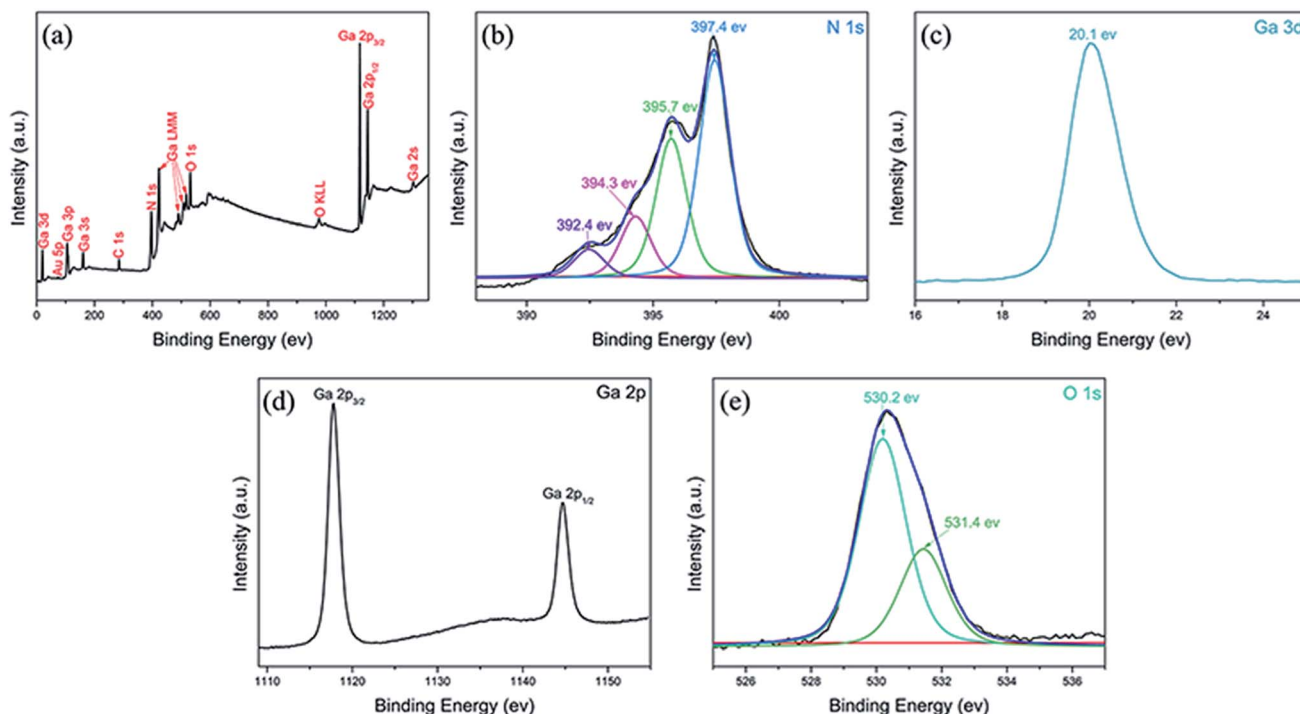 (a)
Ga 3d
Au 5p
Ga 3p
Ga 3s
C 1s
N 1s
Ga LMM
O 1s
O KLL
Ga 2p3/2
Ga 2p1/2
Ga 2s
Intensity (a.u.)
0 200 400 600 800 1000 1200
Binding Energy (ev)
(b)
N 1s
397.4 ev
395.7 ev
394.3 ev
392.4 ev
Intensity (a.u.)
390 395 400
Binding Energy (ev)
(c)
Ga 3d
20.1 ev
Intensity (a.u.)
16 18 20 22 24
Binding Energy (ev)
(d)
Ga 2p
Ga 2p3/2
Ga 2p1/2
Intensity (a.u.)
1110 1120 1130 1140 1150
Binding Energy (ev)
(e)
O 1s
530.2 ev
531.4 ev
Intensity (a.u.)
526 528 530 532 534 536
Binding Energy (ev)